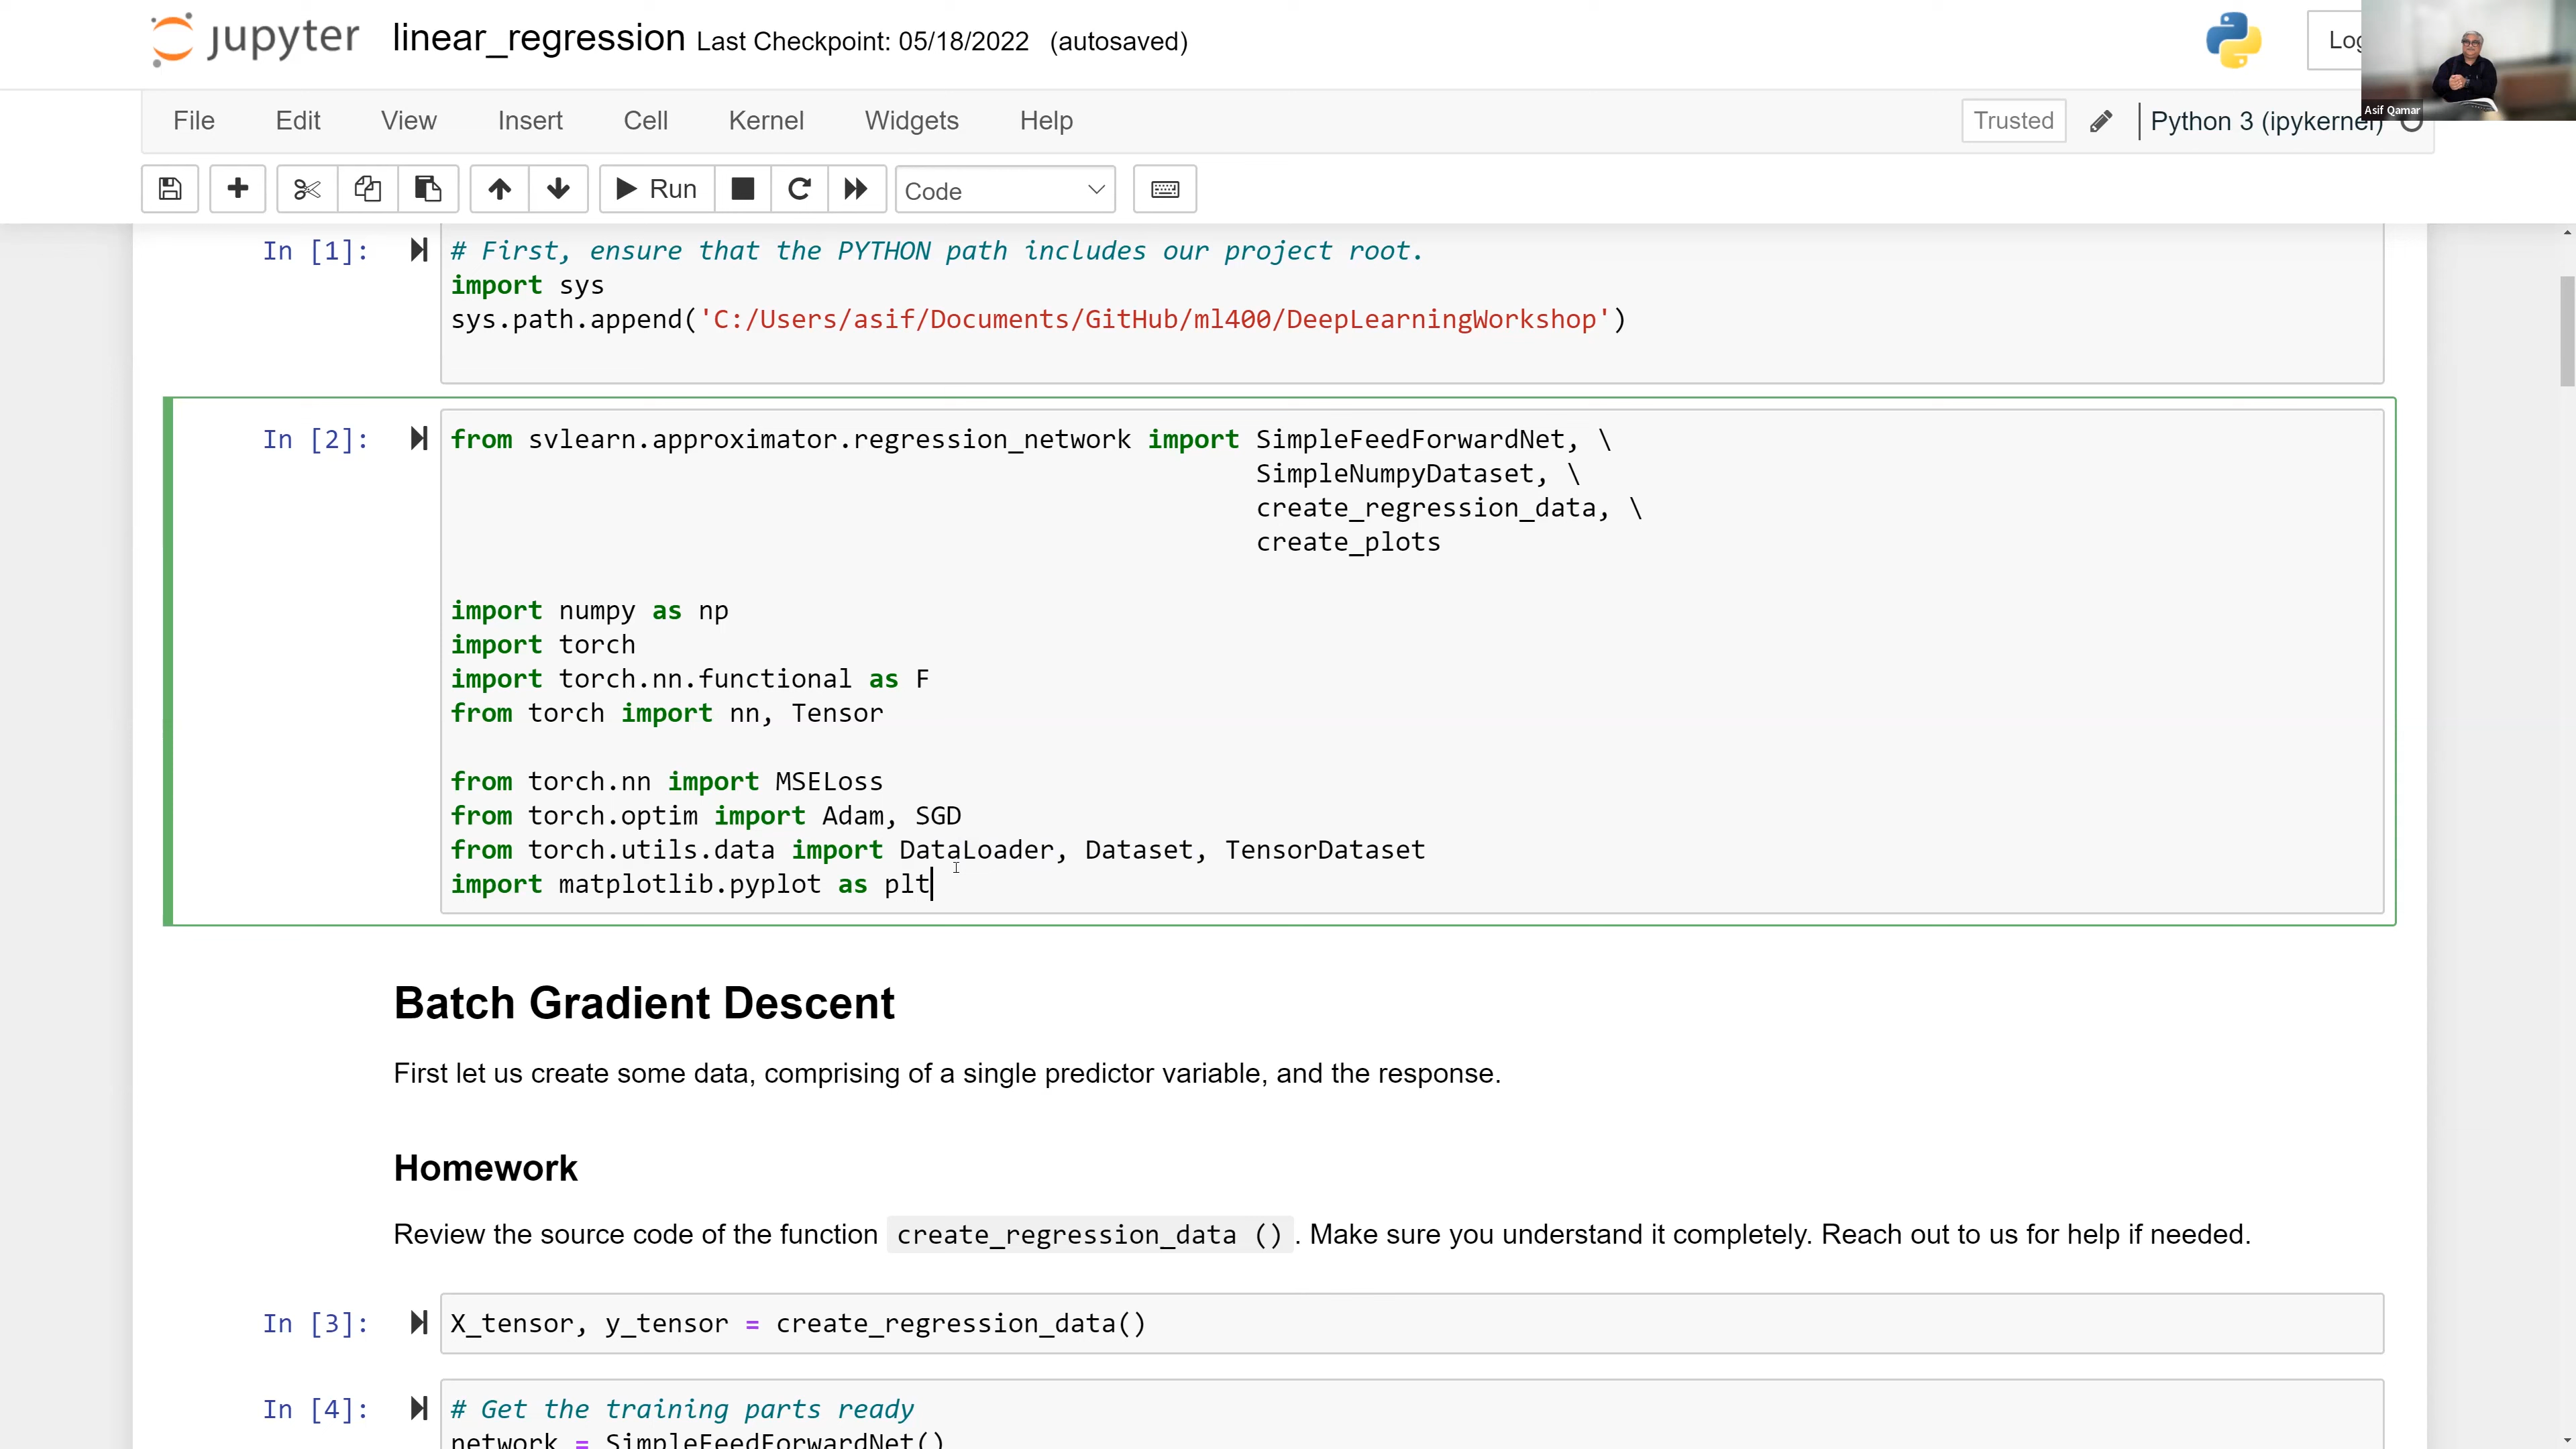 jupyter linear_regression Last Checkpoint: 05/18/2022 (autosaved)
Asif Qamar
File Edit View Insert Cell Kernel Widgets Help Trusted Python 3 (ipykernel)
Run Code
In [1]: # First, ensure that the PYTHON path includes our project root.
import sys
sys.path.append('C:/Users/asif/Documents/GitHub/ml400/DeepLearningWorkshop')
In [2]: from svlearn.approximator.regression_network import SimpleFeedForwardNet, \
SimpleNumpyDataset, \
create_regression_data, \
create_plots
import numpy as np
import torch
import torch.nn.functional as F
from torch import nn, Tensor
from torch.nn import MSELoss
from torch.optim import Adam, SGD
from torch.utils.data import DataLoader, Dataset, TensorDataset
import matplotlib.pyplot as plt
Batch Gradient Descent
First let us create some data, comprising of a single predictor variable, and the response.
Homework
Review the source code of the function create_regression_data (). Make sure you understand it completely. Reach out to us for help if needed.
In [3]: X_tensor, y_tensor = create_regression_data()
In [4]: # Get the training parts ready
network = SimpleFeedForwardNet()